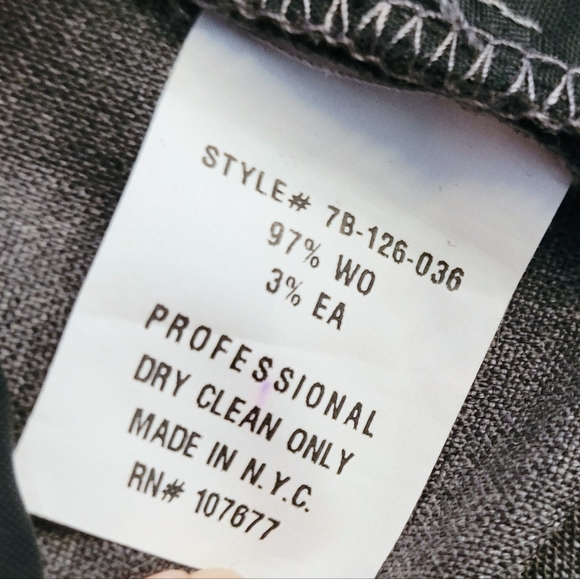 STYLE# 7B-126-036
97% WO
3% EA
PROFESSIONAL
DRY CLEAN ONLY
MADE IN N.Y.C.
RN# 107677